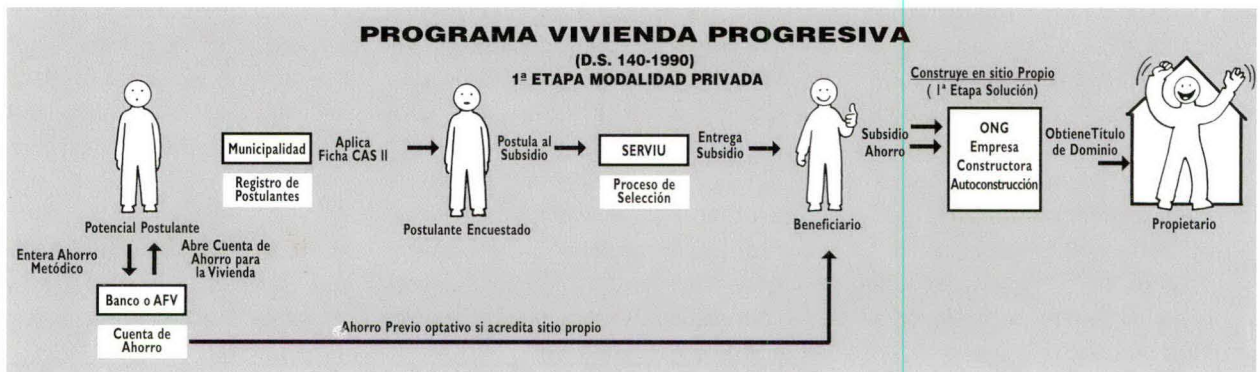 PROGRAMA VIVIENDA PROGRESIVA
(D.S. 140-1990)
1ª ETAPA MODALIDAD PRIVADA
Potencial Postulante
Entera Ahorro
Metódico
Abre Cuenta de
Ahorro para
la Vivienda
Banco o AFV
Cuenta de
Ahorro
Municipalidad
Registro de
Postulantes
Aplica
Ficha CAS II
Postulante Encuestado
Postula al
Subsidio
SERVIU
Proceso de
Selección
Entrega
Subsidio
Beneficiario
Ahorro Previo optativo si acredita sitio propio
Subsidio
Ahorro
Construye en sitio Propio
( 1ª Etapa Solución)
ONG
Empresa
Constructora
Autoconstrucción
Obtiene Título
de Dominio
Propietario